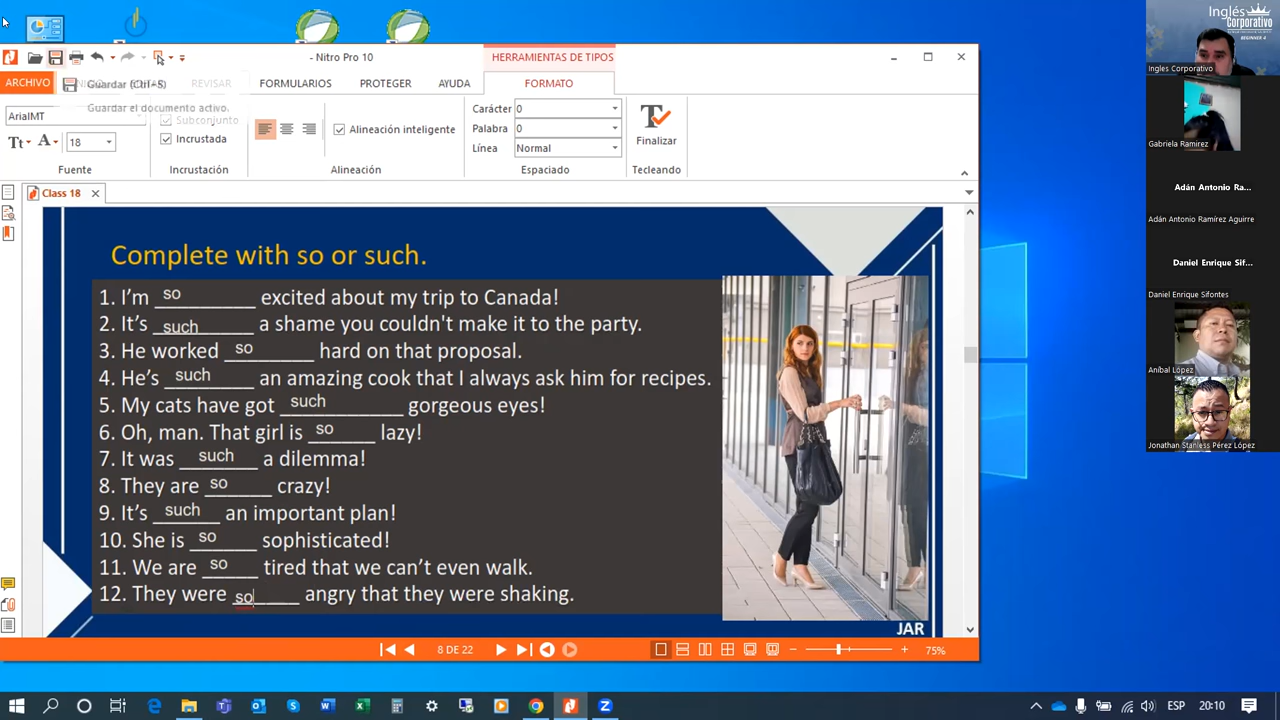 - Nitro Pro 10
HERRAMIENTAS DE TIPOS
ARCHIVO
REVISAR
FORMULARIOS
PROTEGER
AYUDA
FORMATO
Guardar (Ctrl+S)
Guardar el documento activo.
ArialMT
Subconjunto
Incrustada
18
Fuente
Incrustación
Alineación inteligente
Alineación
Carácter 0
Palabra 0
Línea Normal
Espaciado
Finalizar
Tecleando
Class 18
Complete with so or such.
1. I'm so excited about my trip to Canada!
2. It's such a shame you couldn't make it to the party.
3. He worked so hard on that proposal.
4. He's such an amazing cook that I always ask him for recipes.
5. My cats have got such gorgeous eyes!
6. Oh, man. That girl is so lazy!
7. It was such a dilemma!
8. They are so crazy!
9. It's such an important plan!
10. She is so sophisticated!
11. We are so tired that we can't even walk.
12. They were so angry that they were shaking.
JAR
8 DE 22
75%
Inglés
Corporativo
BEGINNER 4
Ingles Corporativo
Gabriela Ramirez
Adán Antonio Ra...
Adán Antonio Ramírez Aguirre
Daniel Enrique Sif...
Daniel Enrique Sifontes
Aníbal López
Jonathan Stanless Pérez López
ESP
20:10